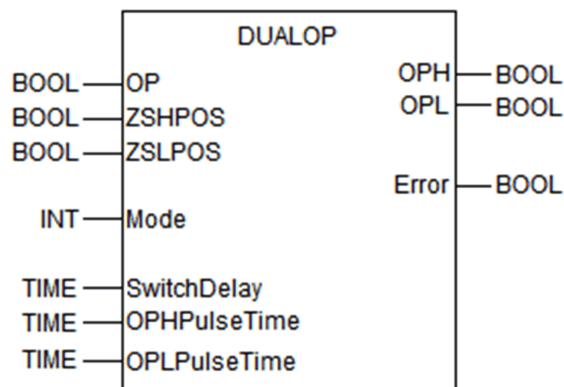 DUALOP
BOOL OP OPH BOOL
BOOL ZSHPOS OPL BOOL
BOOL ZSLPOS
Error BOOL
INT Mode
TIME SwitchDelay
TIME OPHPulseTime
TIME OPLPulseTime